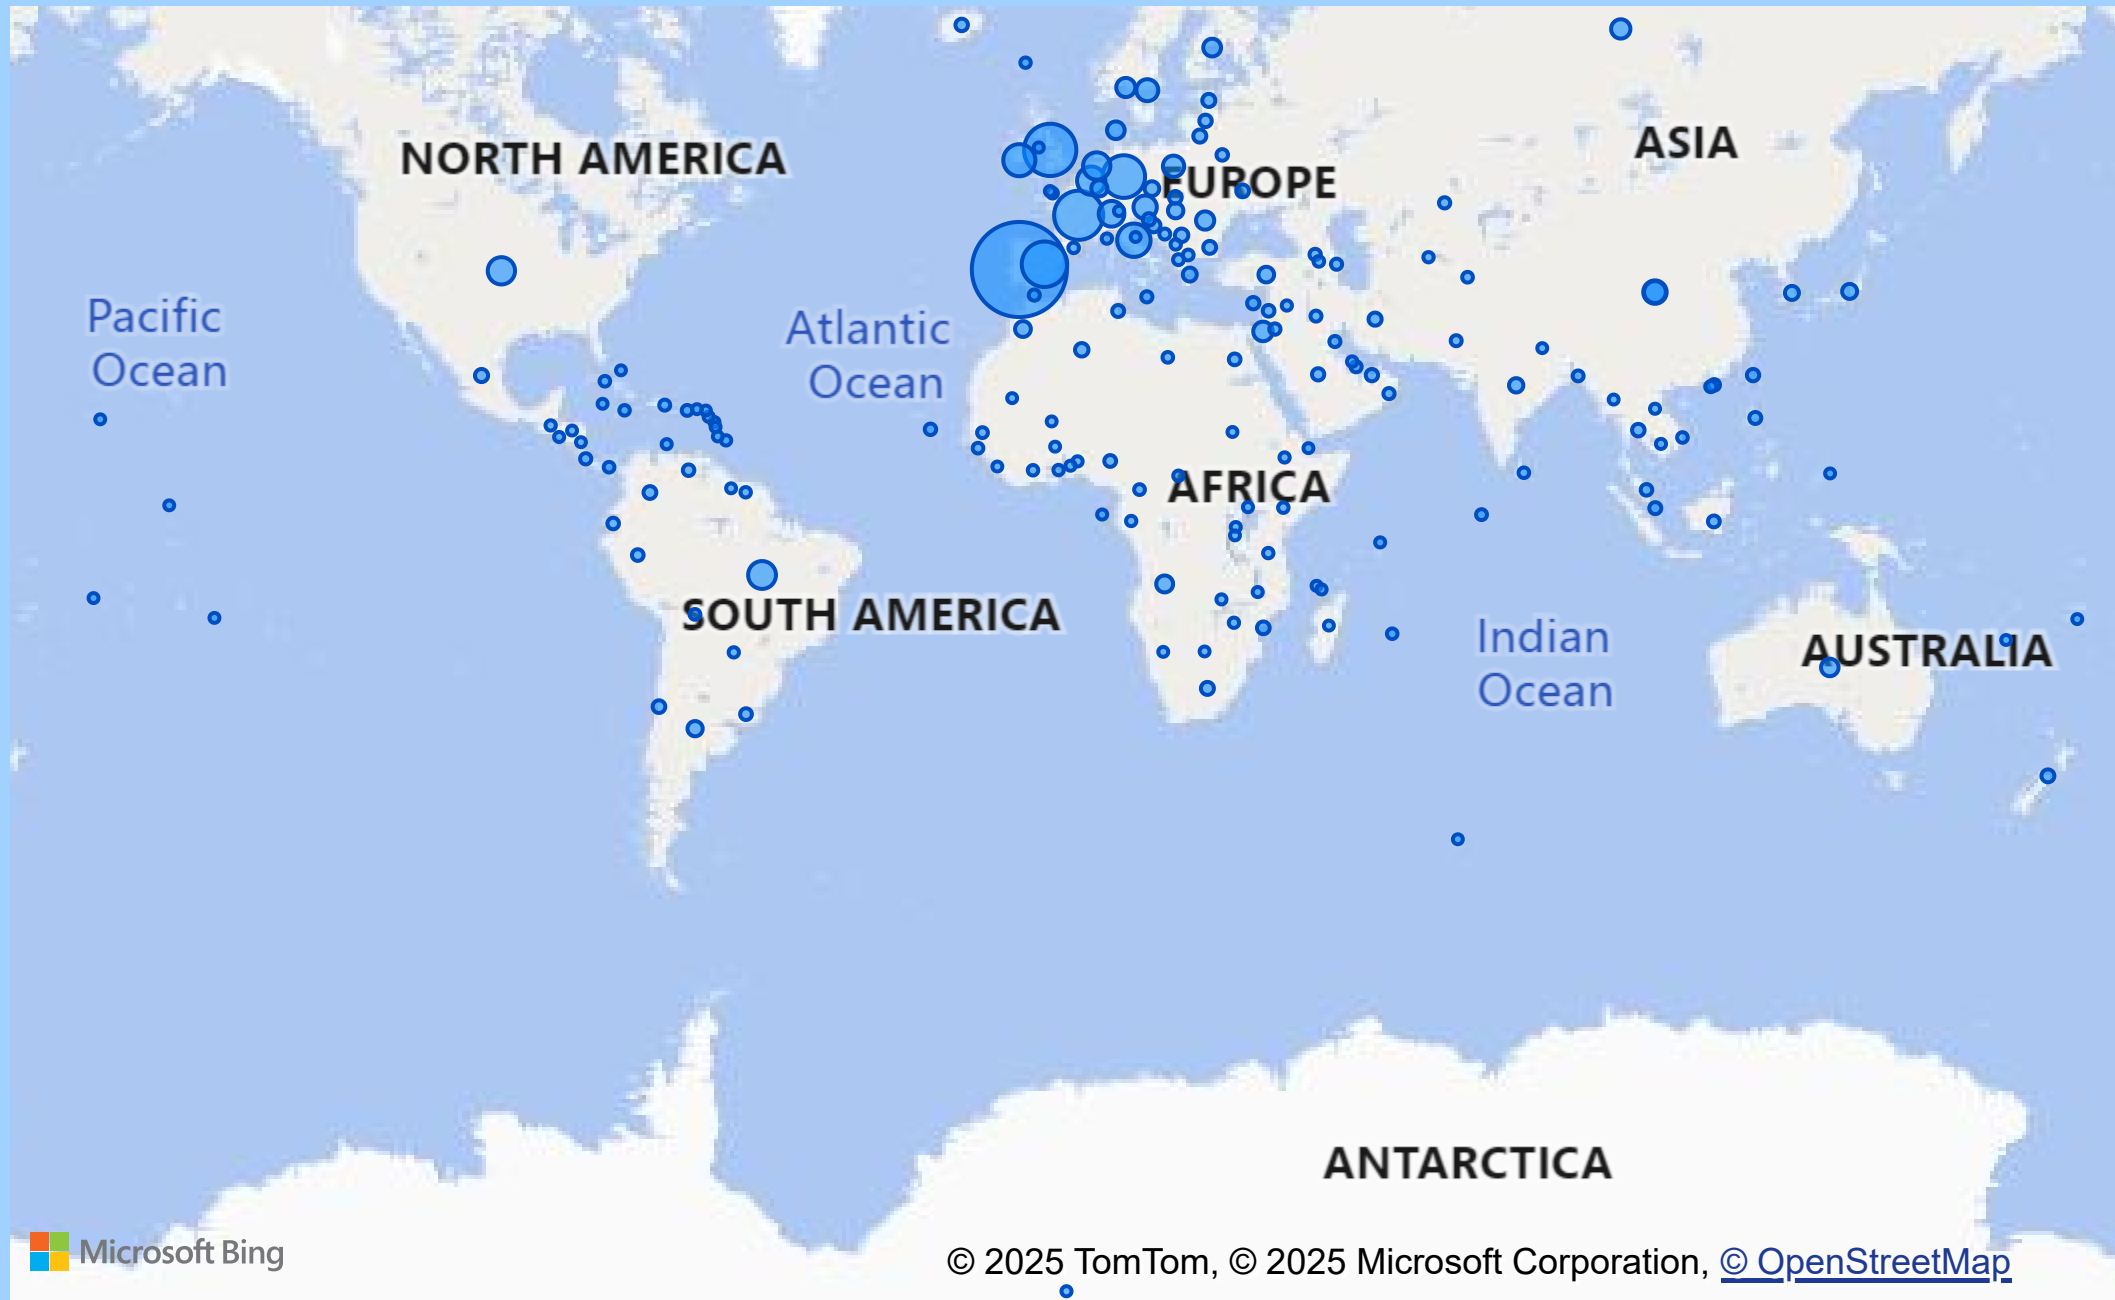 NORTH AMERICA
ASIA
EUROPE
Pacific
Ocean
Atlantic
Ocean
AFRICA
SOUTH AMERICA
Indian
Ocean
AUSTRALIA
ANTARCTICA
Microsoft Bing
© 2025 TomTom, © 2025 Microsoft Corporation, © OpenStreetMap